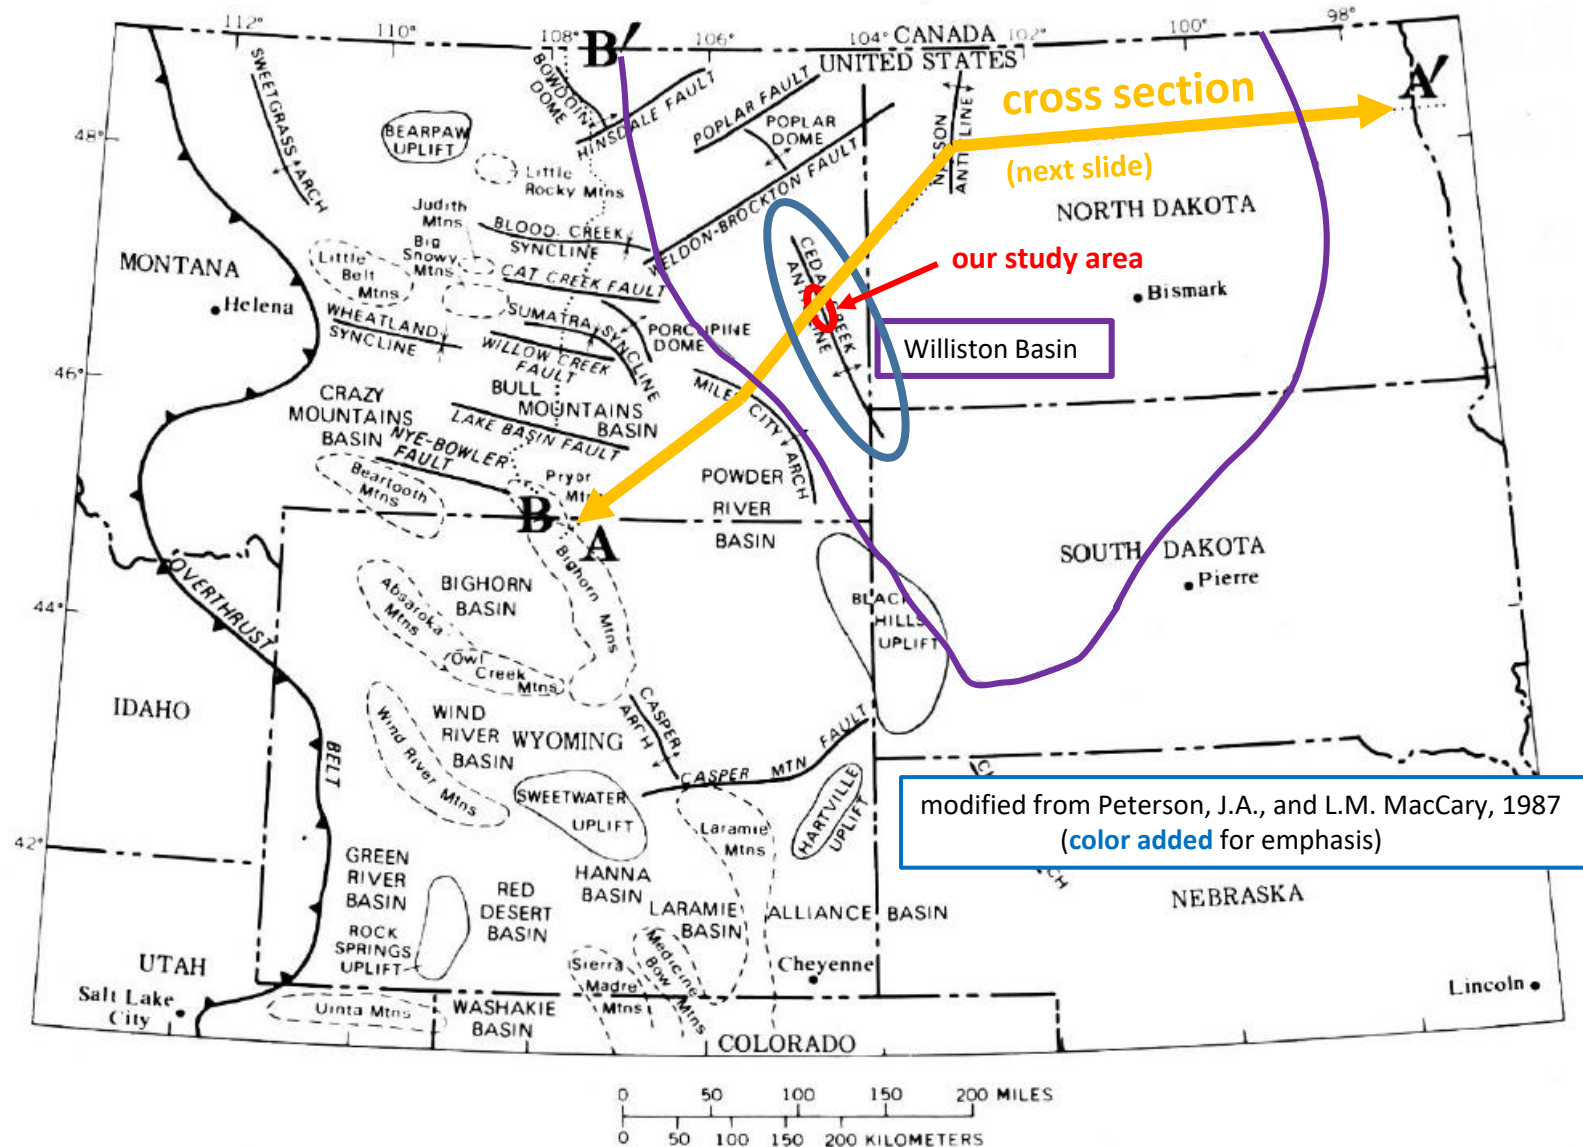 112°
110°
108°
106°
104°
CANADA
102°
100°
98°
B′
UNITED STATES
A′
cross section
(next slide)
SWEETGRASS ARCH
BOWDOIN
DOME
HINSDALE FAULT
POPLAR FAULT
POPLAR
DOME
NESSON
ANTICLINE
48°
BEARPAW
UPLIFT
Little
Rocky Mtns
WELDON-BROCKTON FAULT
NORTH DAKOTA
Judith
Mtns
Big
Snowy
Mtns
BLOOD CREEK
SYNCLINE
CAT CREEK FAULT
MONTANA
Helena
Little
Belt
Mtns
CEDAR CREEK
ANTICLINE
our study area
Bismark
WHEATLAND
SYNCLINE
SUMATRA SYNCLINE
WILLOW CREEK
FAULT
PORCUPINE
DOME
Williston Basin
46°
CRAZY
MOUNTAINS
BASIN
BULL
MOUNTAINS
BASIN
MILES CITY
ARCH
LAKE BASIN FAULT
NYE-BOWLER
FAULT
Beartooth
Mtns
Pryor
Mtns
POWDER
RIVER
BASIN
B
A
SOUTH DAKOTA
Pierre
44°
OVERTHRUST
BELT
BIGHORN
BASIN
Absaroka
Mtns
Bighorn
Mtns
Owl
Creek
Mtns
BLACK
HILLS
UPLIFT
IDAHO
Wind River Mtns
WIND
RIVER
BASIN
WYOMING
CASPER
ARCH
CASPER MTN FAULT
SWEETWATER
UPLIFT
Laramie
Mtns
HARTVILLE
UPLIFT
modified from Peterson, J.A., and L.M. MacCary, 1987
(color added for emphasis)
42°
GREEN
RIVER
BASIN
RED
DESERT
BASIN
HANNA
BASIN
LARAMIE
BASIN
ALLIANCE BASIN
NEBRASKA
ROCK
SPRINGS
UPLIFT
UTAH
Salt Lake
City
Sierra
Madre
Mtns
Medicine
Bow Mtns
Cheyenne
Lincoln
Uinta Mtns
WASHAKIE
BASIN
COLORADO
0 50 100 150 200 MILES
0 50 100 150 200 KILOMETERS